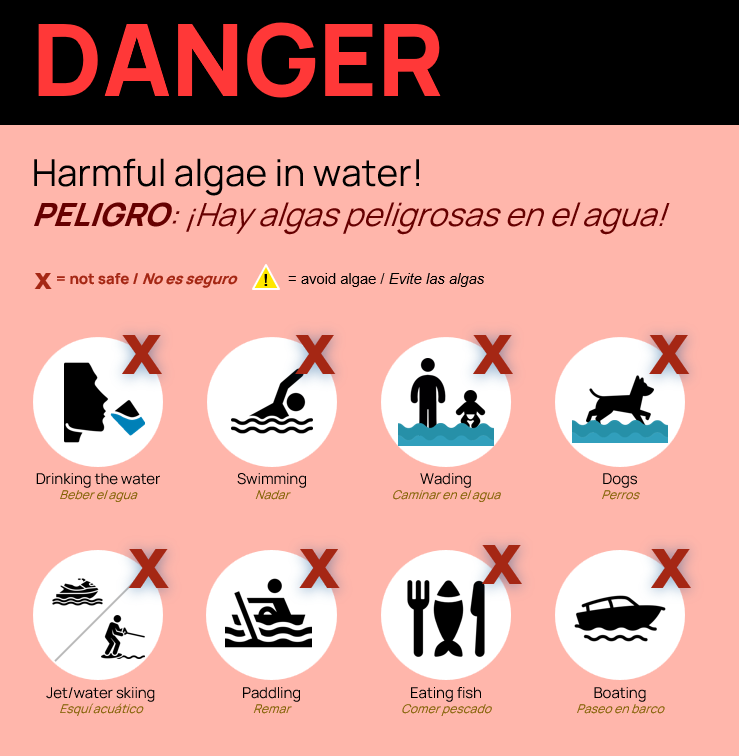 DANGER
Harmful algae in water!
PELIGRO: ¡Hay algas peligrosas en el agua!
X = not safe / No es seguro ! = avoid algae / Evite las algas
X X X X
Drinking the water Swimming Wading Dogs
Beber el agua Nadar Caminar en el agua Perros
X X X X
Jet/water skiing Paddling Eating fish Boating
Esquí acuático Remar Comer pescado Paseo en barco